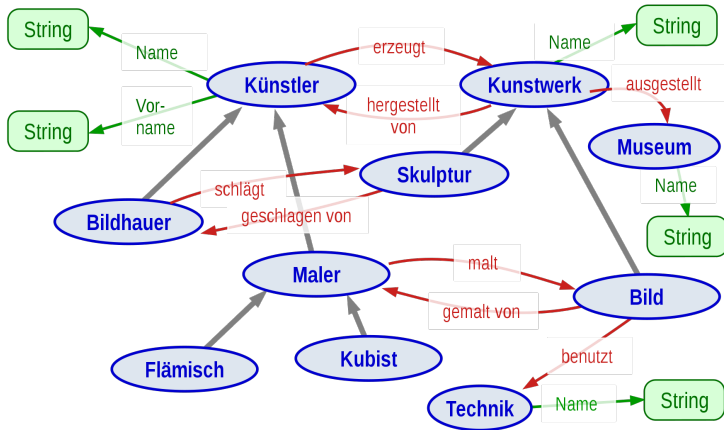 String
String
Name
erzeugt
Name
Künstler
Kunstwerk
ausgestellt
Vor-
name
hergestellt
von
String
Museum
Skulptur
Name
schlägt
Bildhauer
geschlagen von
String
Maler
malt
Bild
gemalt von
Flämisch
Kubist
benutzt
Technik
Name
String